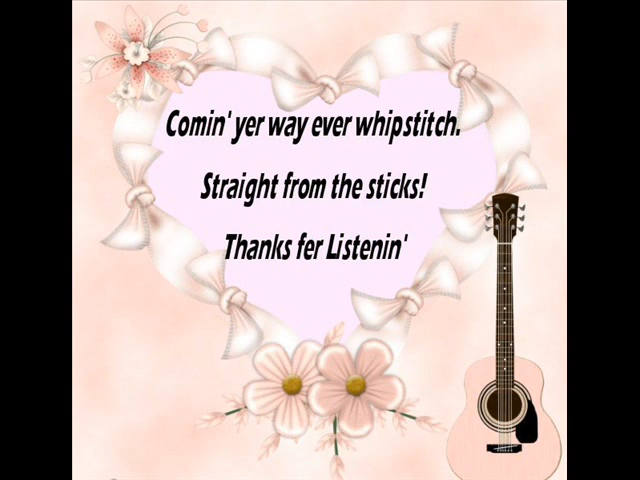 Comin' yer way ever whipstitch.
Straight from the sticks!
Thanks fer Listenin'